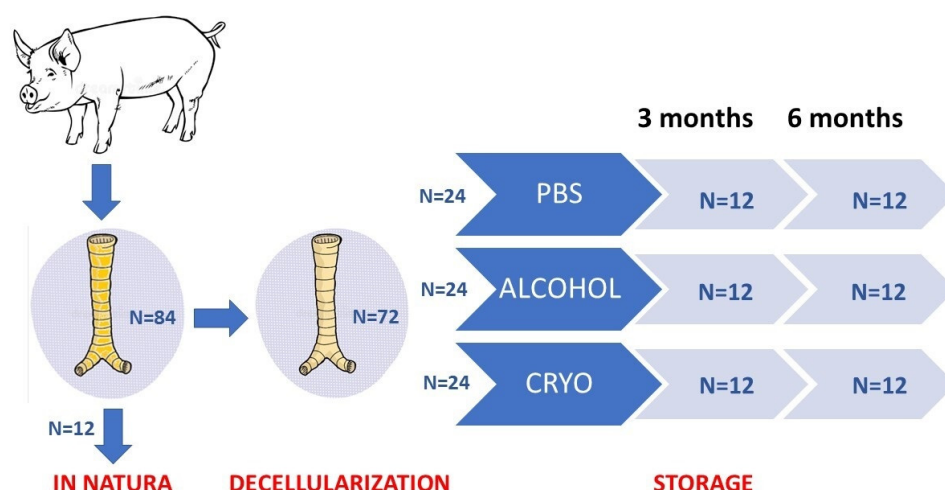 3 months 6 months
N=24 PBS N=12 N=12
N=84 N=72
N=24 ALCOHOL N=12 N=12
N=24 CRYO N=12 N=12
N=12
IN NATURA DECELLULARIZATION STORAGE